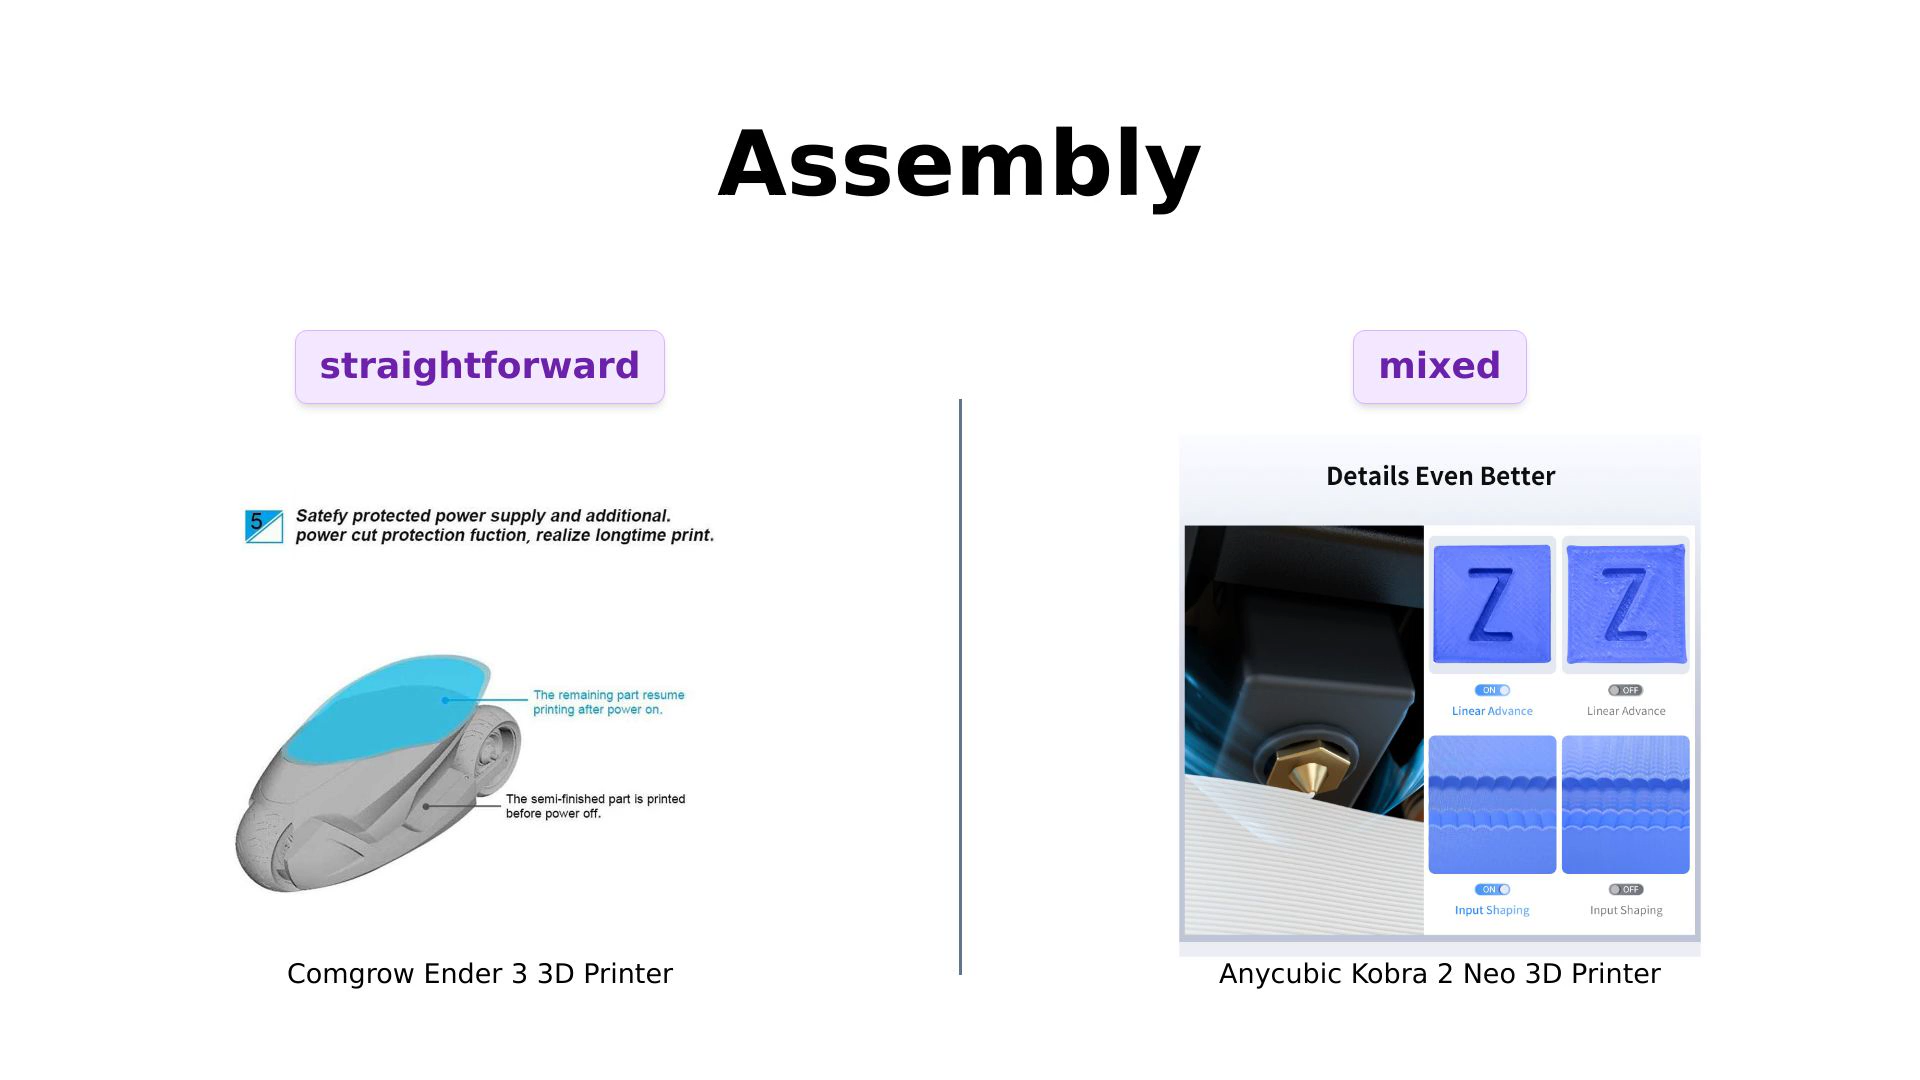 Assembly
straightforward
mixed
5
Satefy protected power supply and additional.
power cut protection fuction, realize longtime print.
The remaining part resume
printing after power on.
The semi-finished part is printed
before power off.
Comgrow Ender 3 3D Printer
Details Even Better
Z
Z
ON
OFF
Linear Advance
Linear Advance
ON
OFF
Input Shaping
Input Shaping
Anycubic Kobra 2 Neo 3D Printer